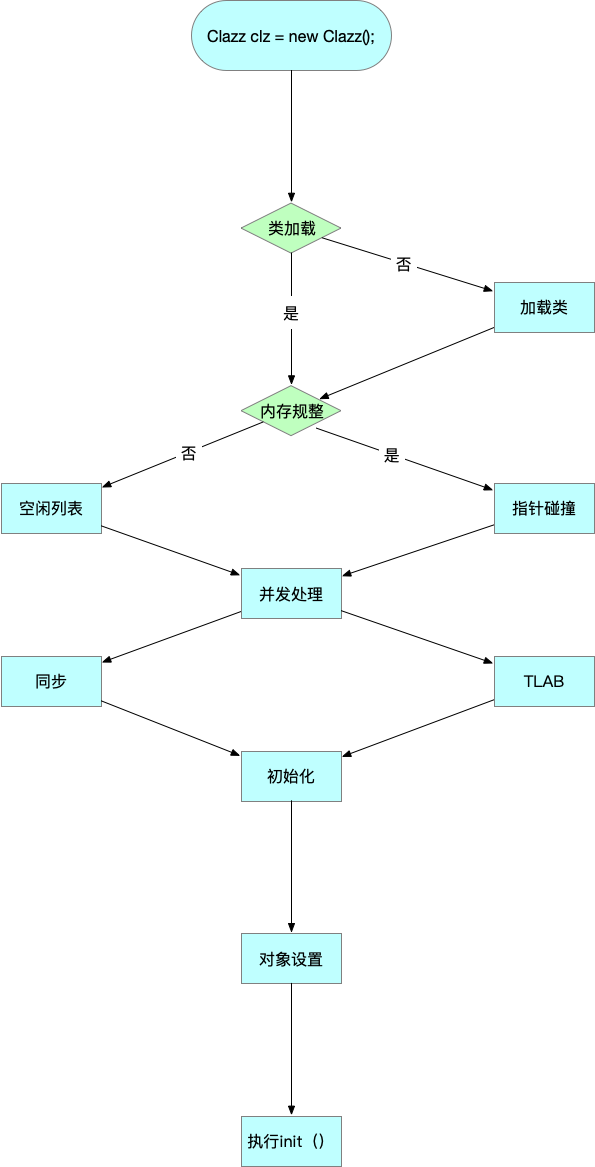 Clazz clz = new Clazz();
类加载
否
加载类
是
内存规整
否
是
空闲列表
指针碰撞
并发处理
同步
TLAB
初始化
对象设置
执行init（）